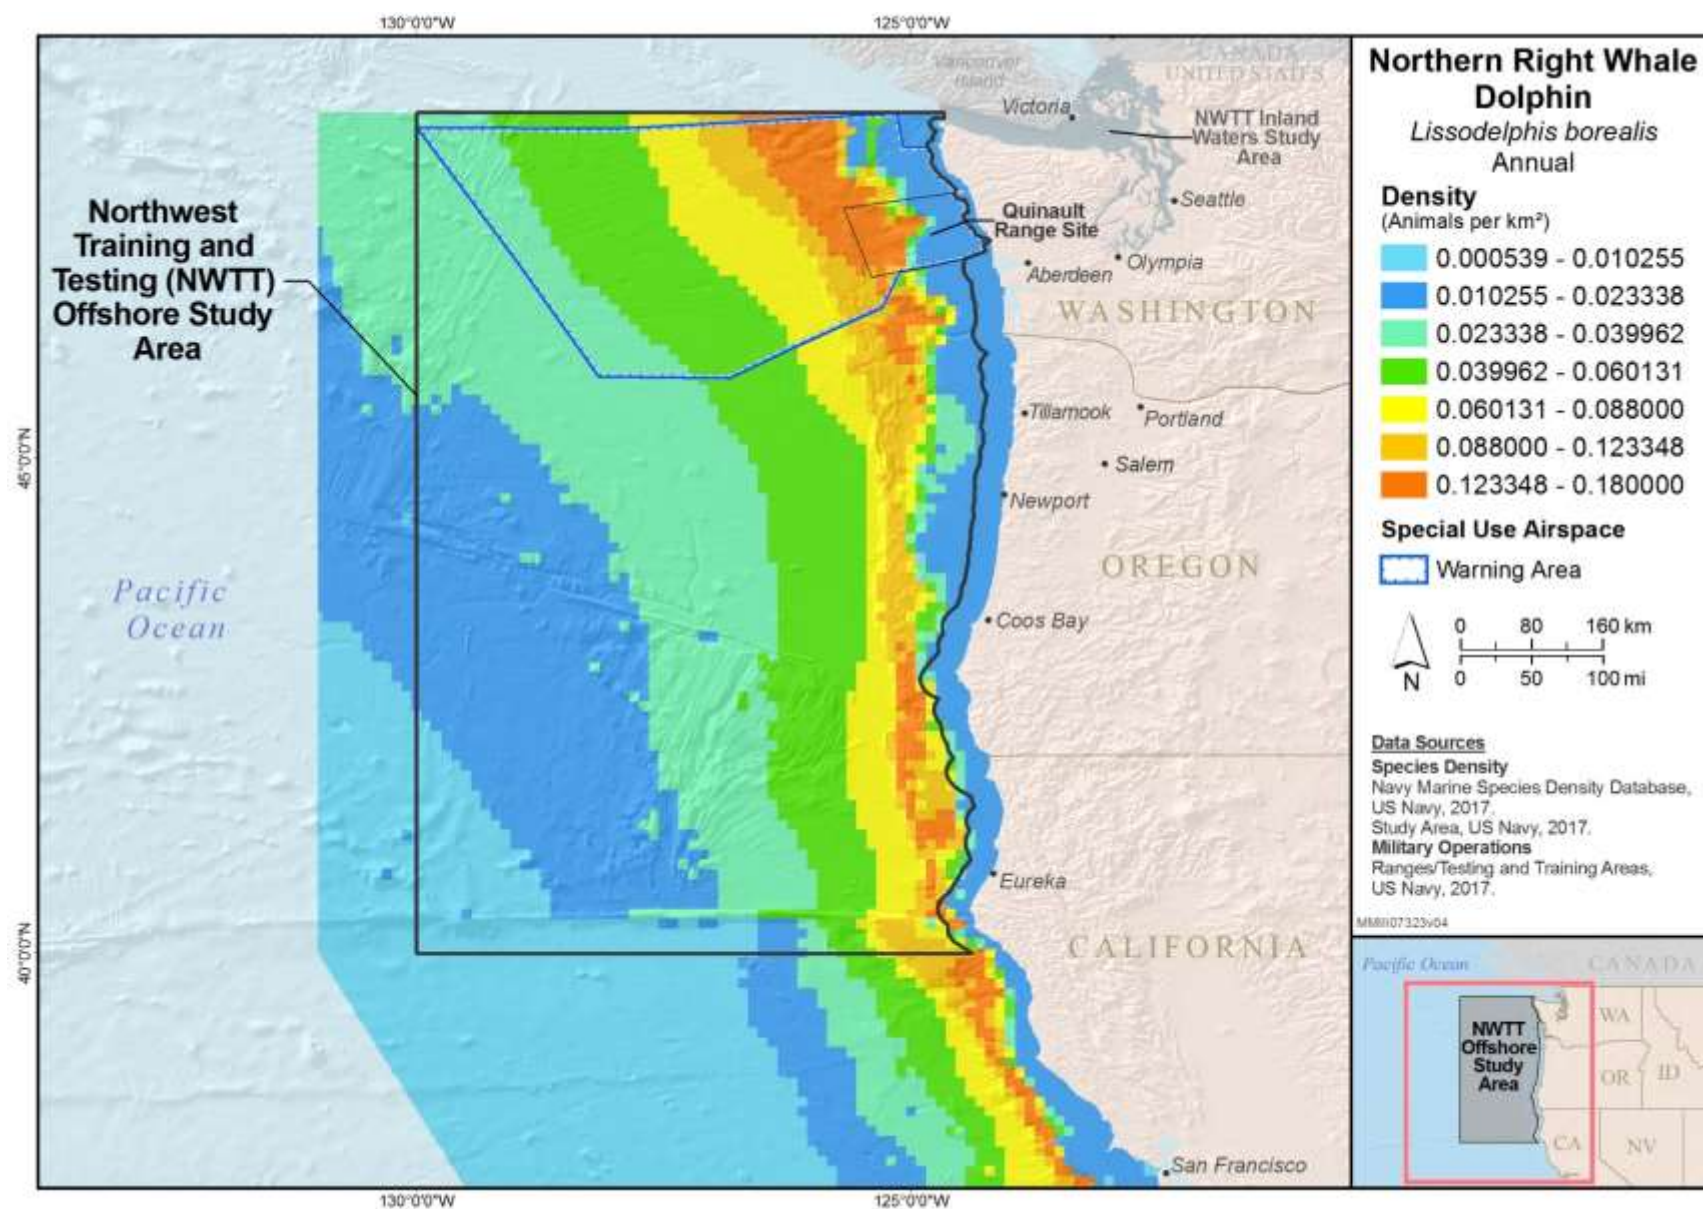 130°0'0"W
125°0'0"W
CANADA
UNITED STATES
Vancouver
Island
Victoria
NWTT Inland
Waters Study
Area
Northwest
Training and
Testing (NWTT)
Offshore Study
Area
Quinault
Range Site
Seattle
Olympia
Aberdeen
WASHINGTON
Tillamook
Portland
45°0'0"N
Salem
Newport
OREGON
Pacific
Ocean
Coos Bay
Eureka
CALIFORNIA
40°0'0"N
San Francisco
130°0'0"W
125°0'0"W
Northern Right Whale
Dolphin
Lissodelphis borealis
Annual
Density
(Animals per km²)
0.000539 - 0.010255
0.010255 - 0.023338
0.023338 - 0.039962
0.039962 - 0.060131
0.060131 - 0.088000
0.088000 - 0.123348
0.123348 - 0.180000
Special Use Airspace
Warning Area
0 80 160 km
0 50 100 mi
N
Data Sources
Species Density
Navy Marine Species Density Database,
US Navy, 2017.
Study Area, US Navy, 2017.
Military Operations
Ranges/Testing and Training Areas,
US Navy, 2017.
Pacific Ocean
CANADA
WA
NWTT
Offshore
Study
Area
OR
ID
CA
NV